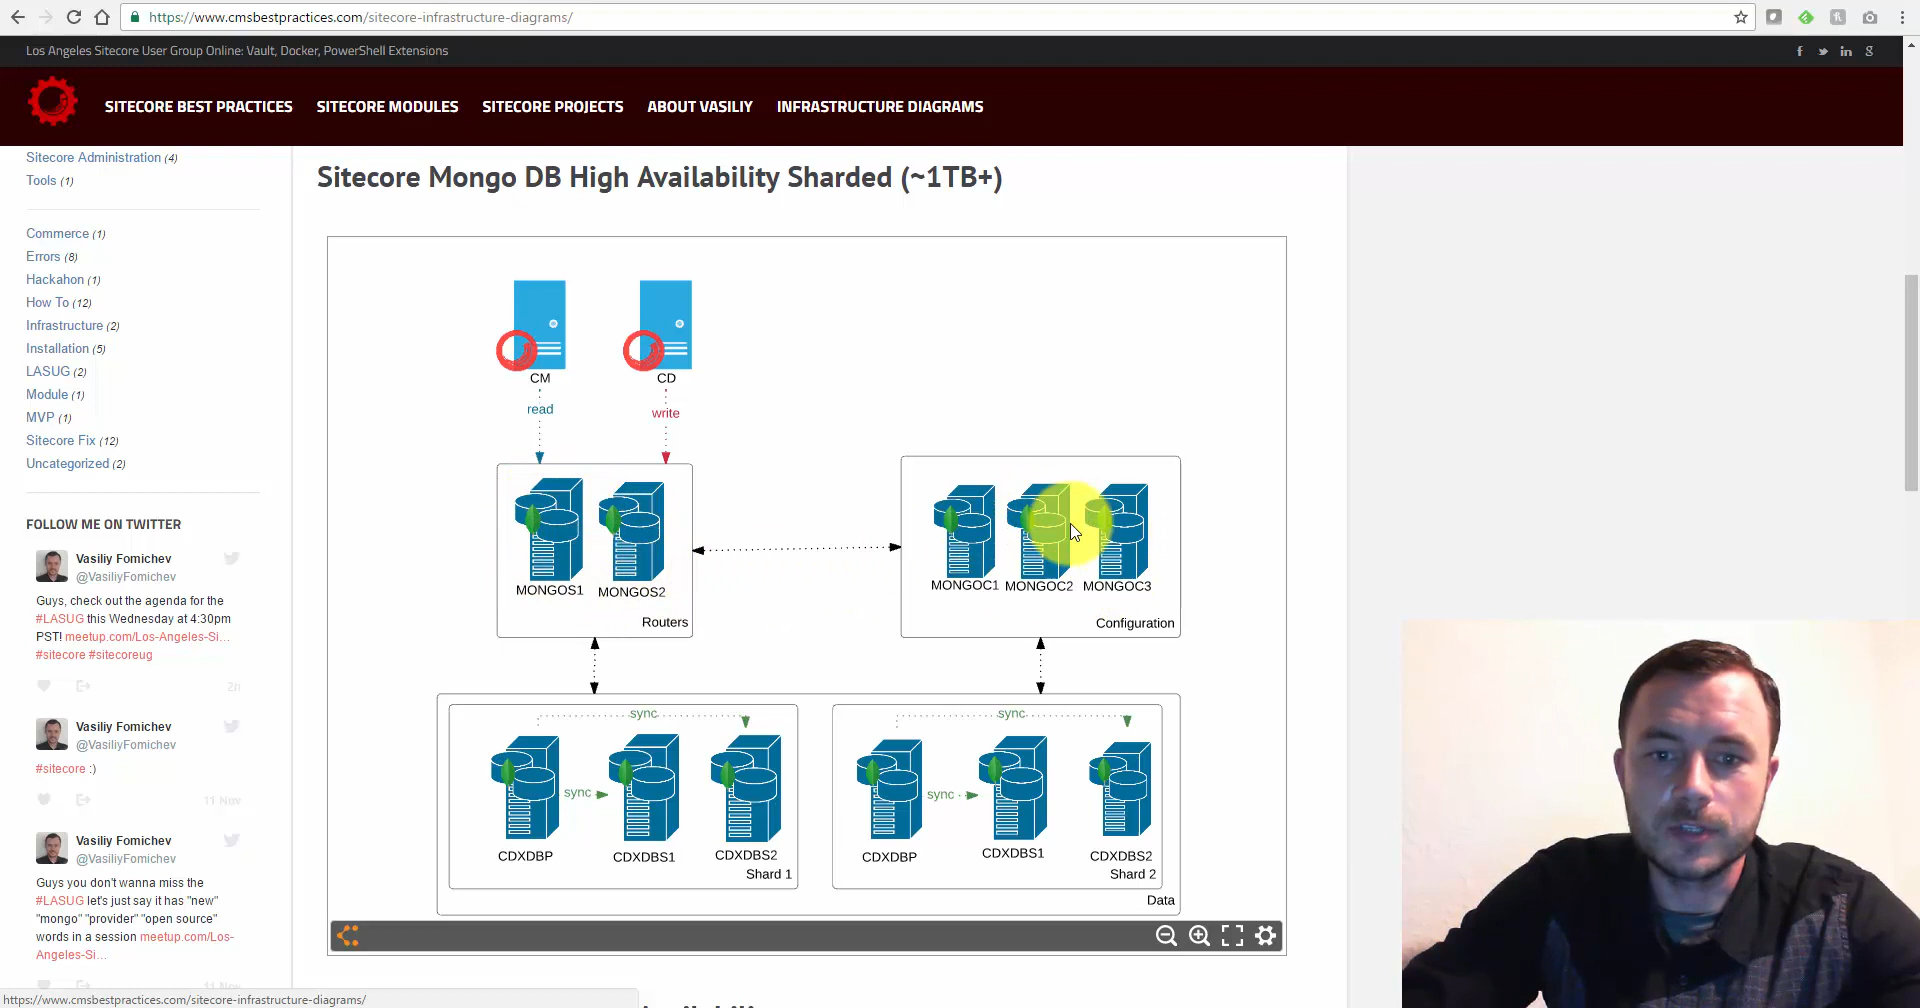 https://www.cmsbestpractices.com/sitecore-infrastructure-diagrams/
Los Angeles Sitecore User Group Online: Vault, Docker, PowerShell Extensions
SITECORE BEST PRACTICES
SITECORE MODULES
SITECORE PROJECTS
ABOUT VASILIY
INFRASTRUCTURE DIAGRAMS
Sitecore Administration (4)
Tools (1)
Commerce (1)
Errors (8)
Hackahon (1)
How To (12)
Infrastructure (2)
Installation (5)
LASUG (2)
Module (1)
MVP (1)
Sitecore Fix (12)
Uncategorized (2)
FOLLOW ME ON TWITTER
Vasiliy Fomichev
@VasiliyFomichev
Guys, check out the agenda for the
#LASUG this Wednesday at 4:30pm
PST! meetup.com/Los-Angeles-Si…
#sitecore #sitecoreug
Vasiliy Fomichev
@VasiliyFomichev
#sitecore :)
11 Nov
Vasiliy Fomichev
@VasiliyFomichev
Guys you don't wanna miss the
#LASUG let's just say it has "new"
"mongo" "provider" "open source"
words in a session meetup.com/Los-
Angeles-Si…
11 Nov
Sitecore Mongo DB High Availability Sharded (~1TB+)
CM
CD
read
write
MONGOS1
MONGOS2
Routers
MONGOC1
MONGOC2
MONGOC3
Configuration
sync
sync
CDXDBP
CDXDBS1
CDXDBS2
Shard 1
sync
sync
CDXDBP
CDXDBS1
CDXDBS2
Shard 2
Data
https://www.cmsbestpractices.com/sitecore-infrastructure-diagrams/